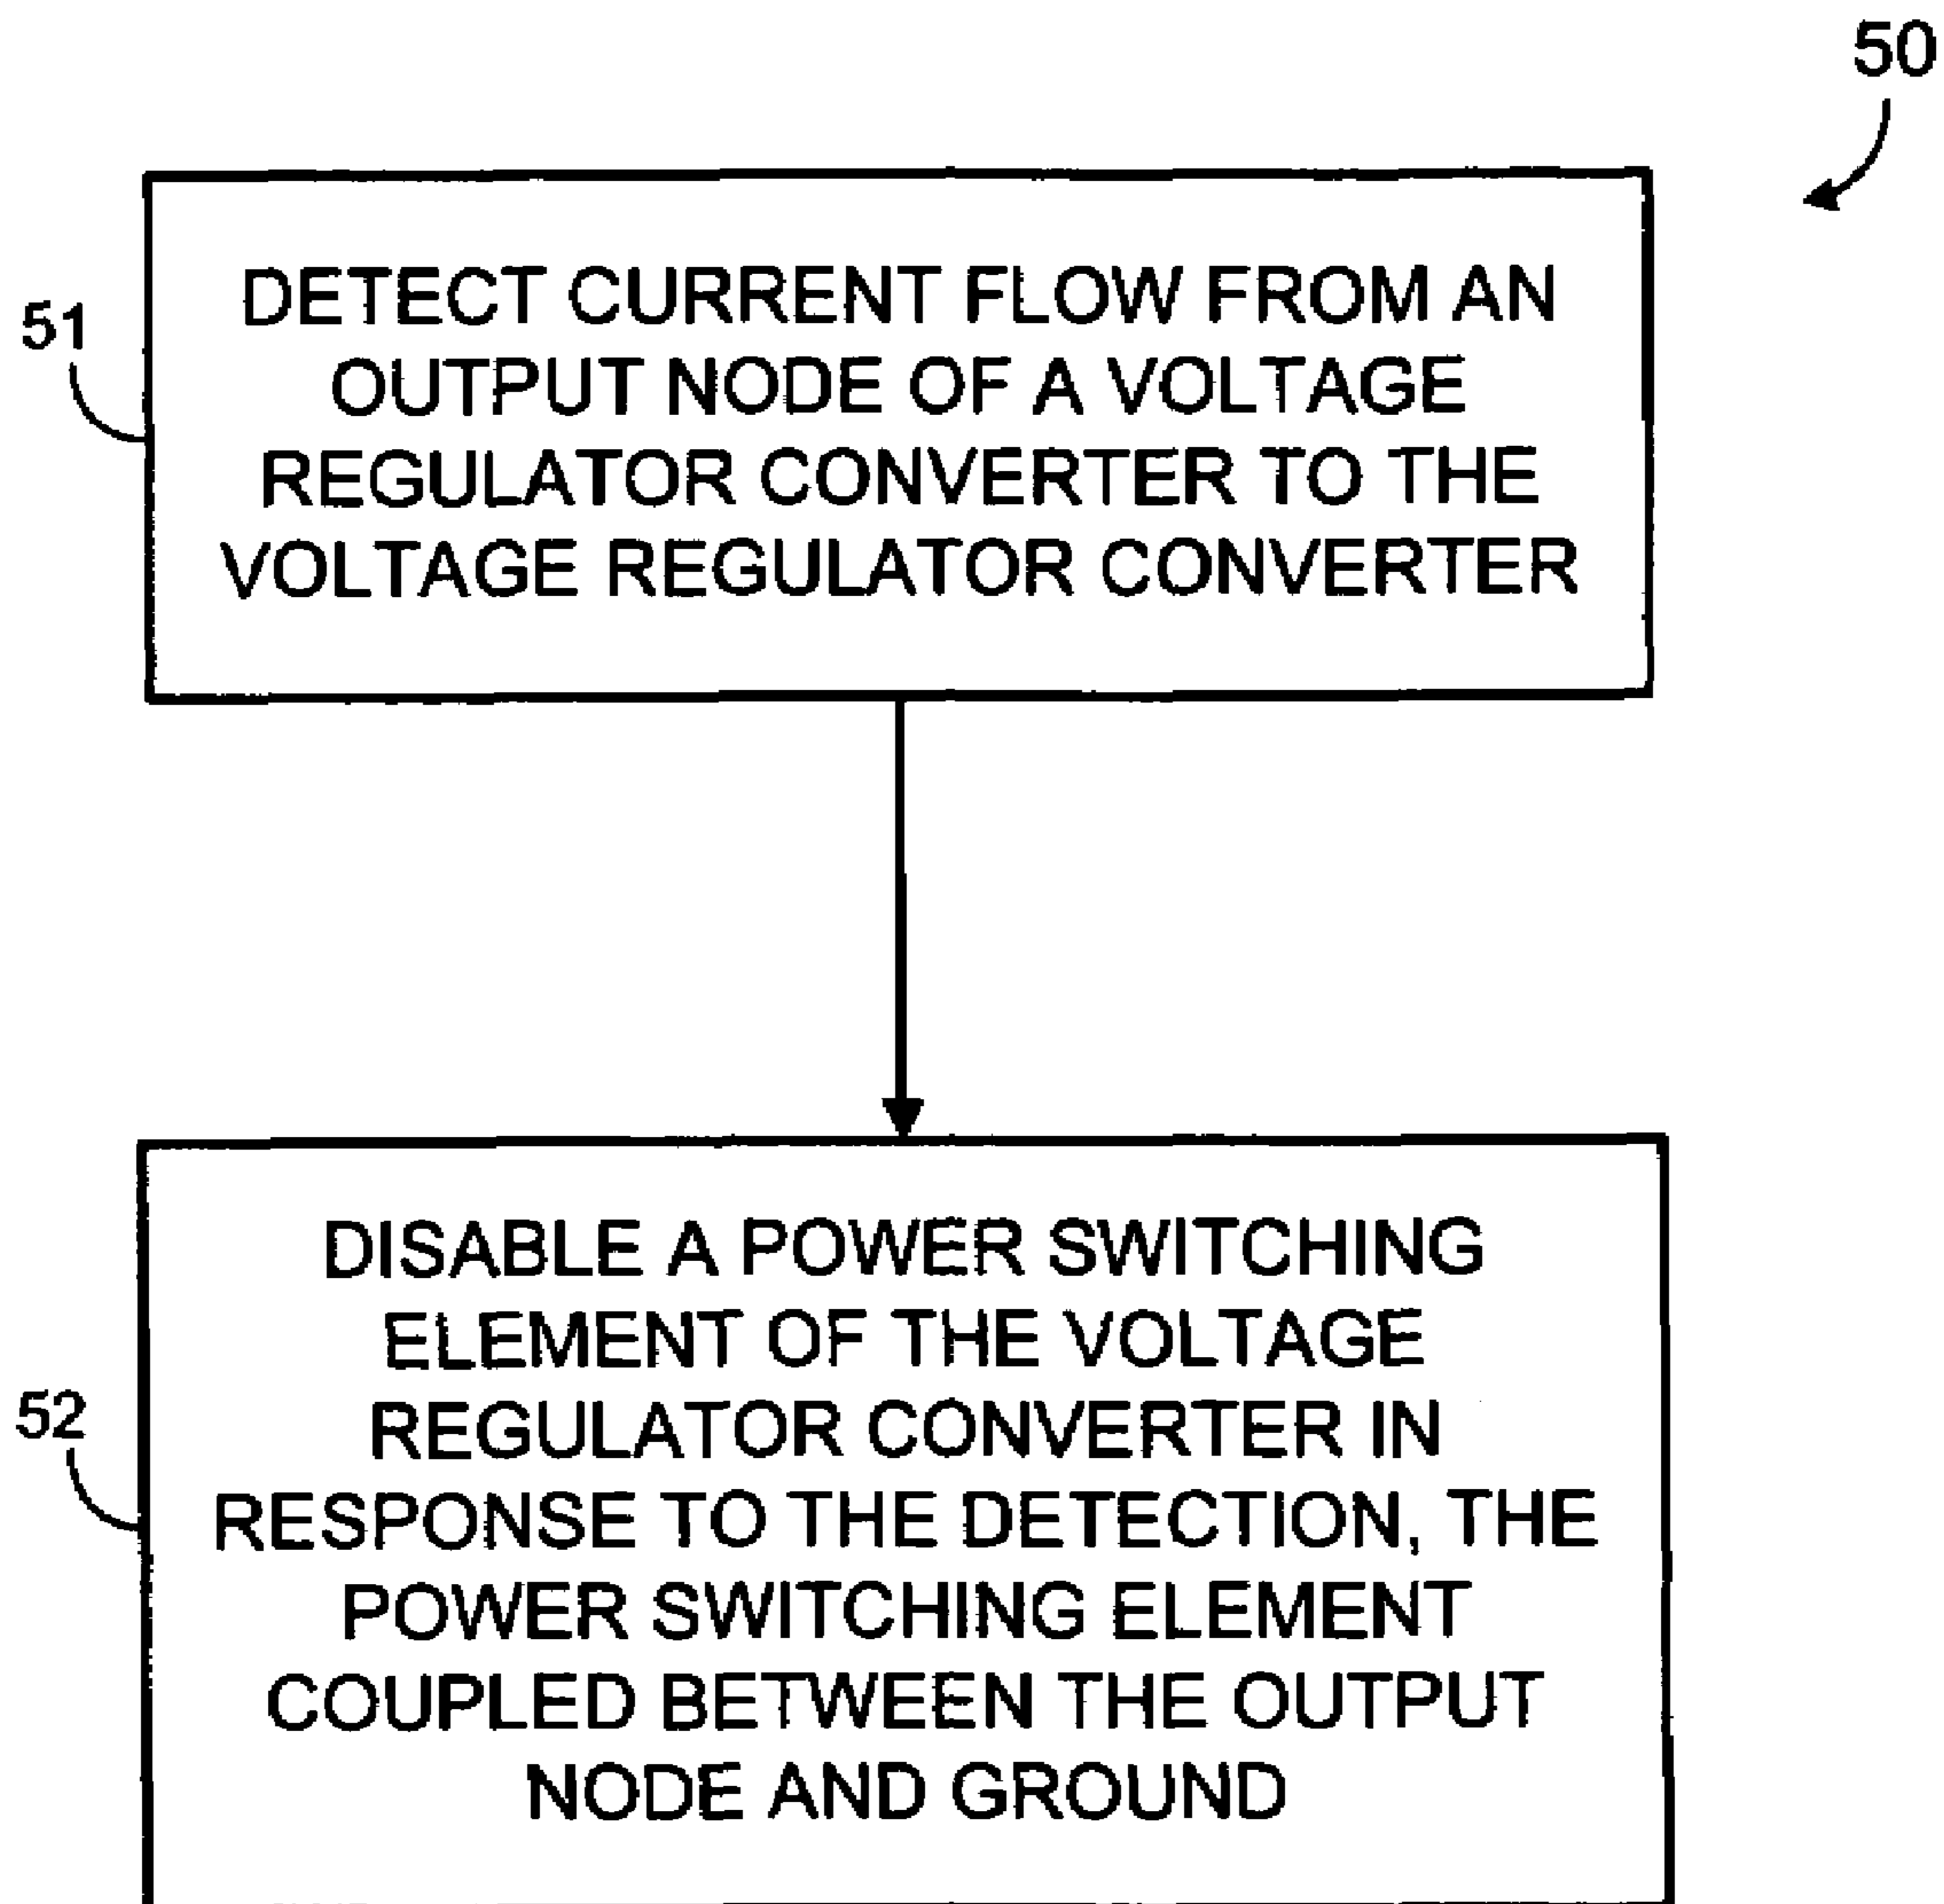 50
51
DETECT CURRENT FLOW FROM AN
OUTPUT NODE OF A VOLTAGE
REGULATOR CONVERTER TO THE
VOLTAGE REGULATOR CONVERTER
52
DISABLE A POWER SWITCHING
ELEMENT OF THE VOLTAGE
REGULATOR CONVERTER IN
RESPONSE TO THE DETECTION, THE
POWER SWITCHING ELEMENT
COUPLED BETWEEN THE OUTPUT
NODE AND GROUND